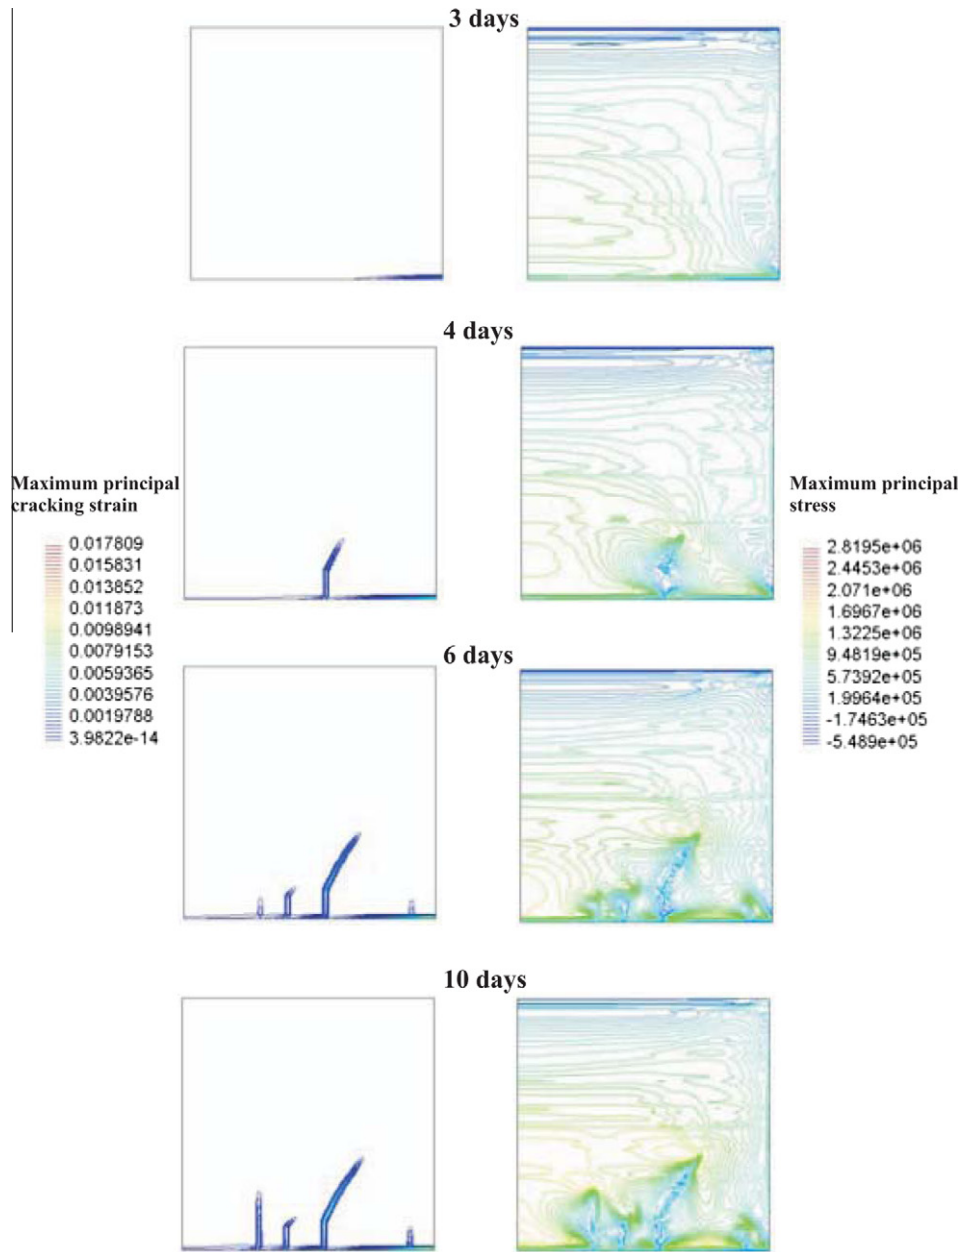 3 days
4 days
Maximum principal
cracking strain
0.017809
0.015831
0.013852
0.011873
0.0098941
0.0079153
0.0059365
0.0039576
0.0019788
3.9822e-14
Maximum principal
stress
2.8195e+06
2.4453e+06
2.071e+06
1.6967e+06
1.3225e+06
9.4819e+05
5.7392e+05
1.9964e+05
-1.7463e+05
-5.489e+05
6 days
10 days